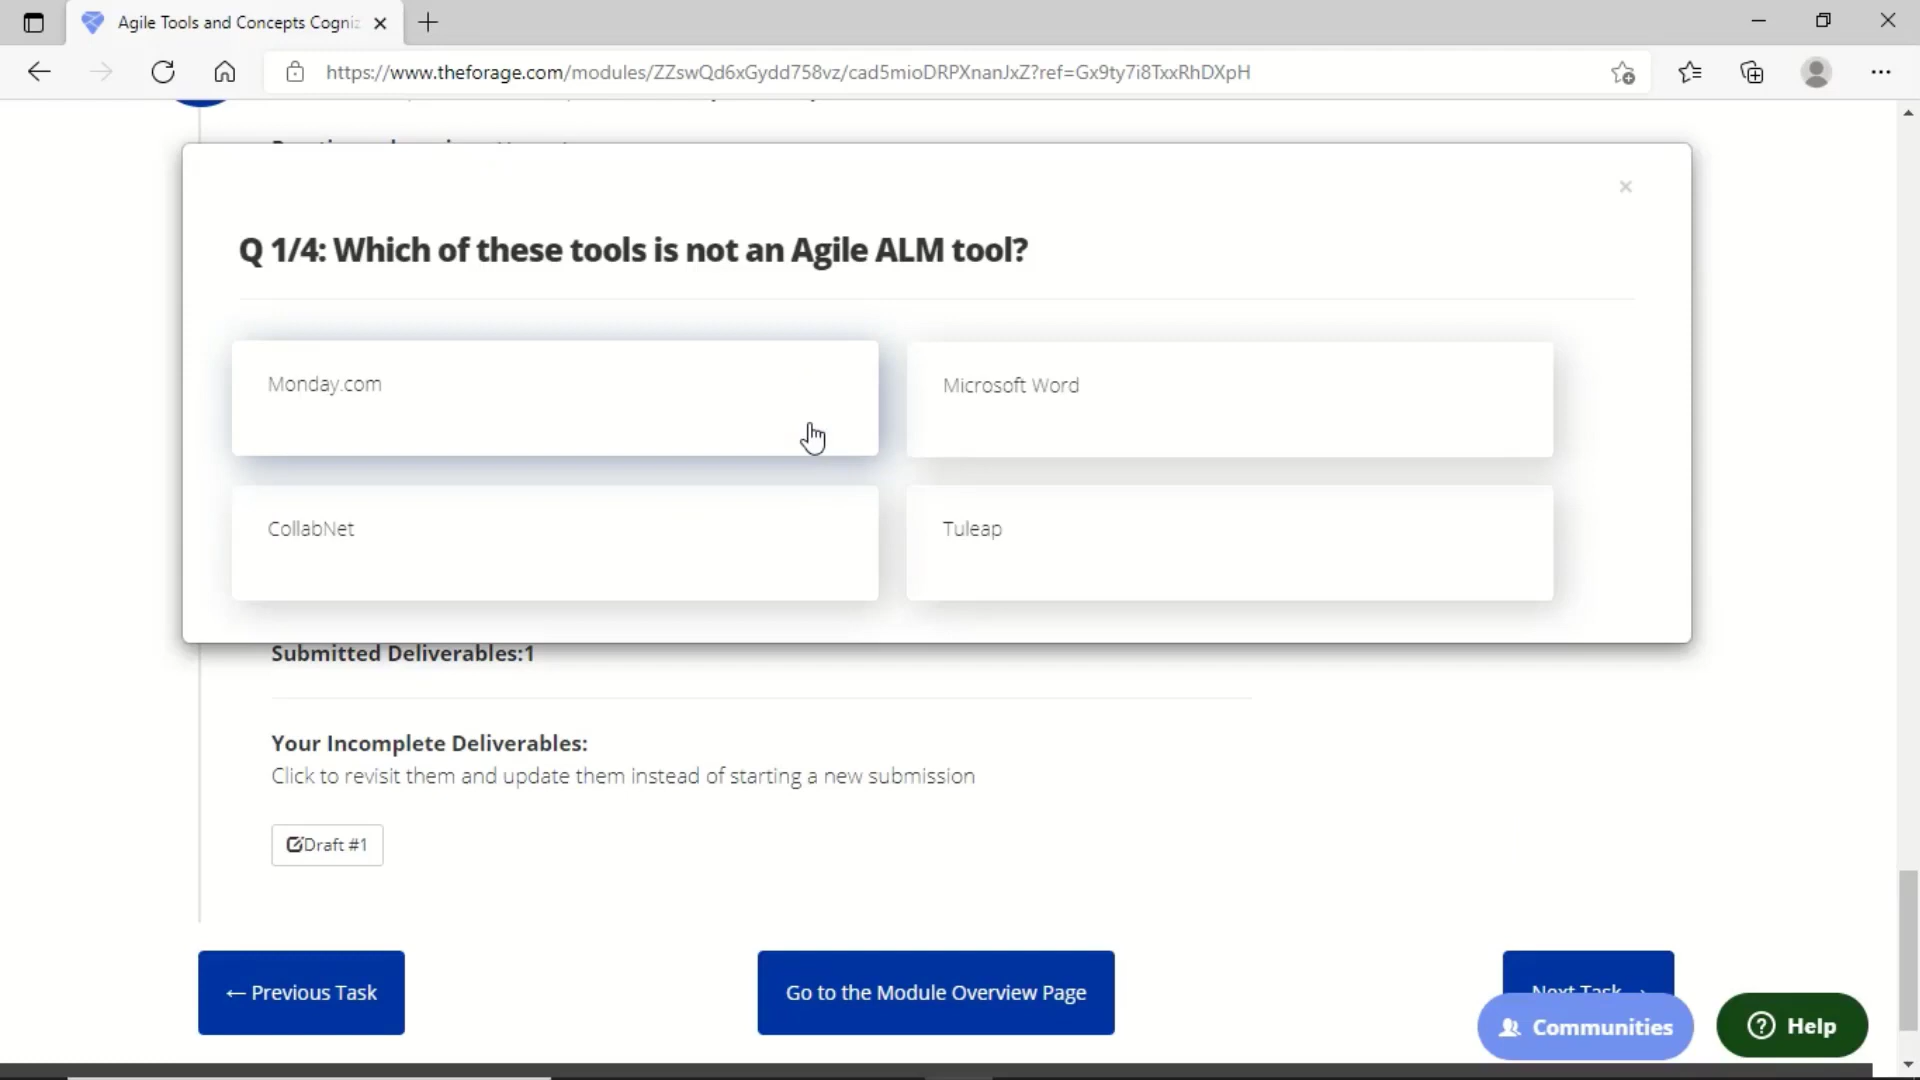 Agile Tools and Concepts Cogniz
https://www.theforage.com/modules/ZZswQd6xGydd758vz/cad5mioDRPXnanJxZ?ref=Gx9ty7i8TxxRhDXpH
Q 1/4: Which of these tools is not an Agile ALM tool?
Monday.com
Microsoft Word
CollabNet
Tuleap
Submitted Deliverables:1
Your Incomplete Deliverables:
Click to revisit them and update them instead of starting a new submission
Draft #1
← Previous Task
Go to the Module Overview Page
Next Task →
Communities
Help